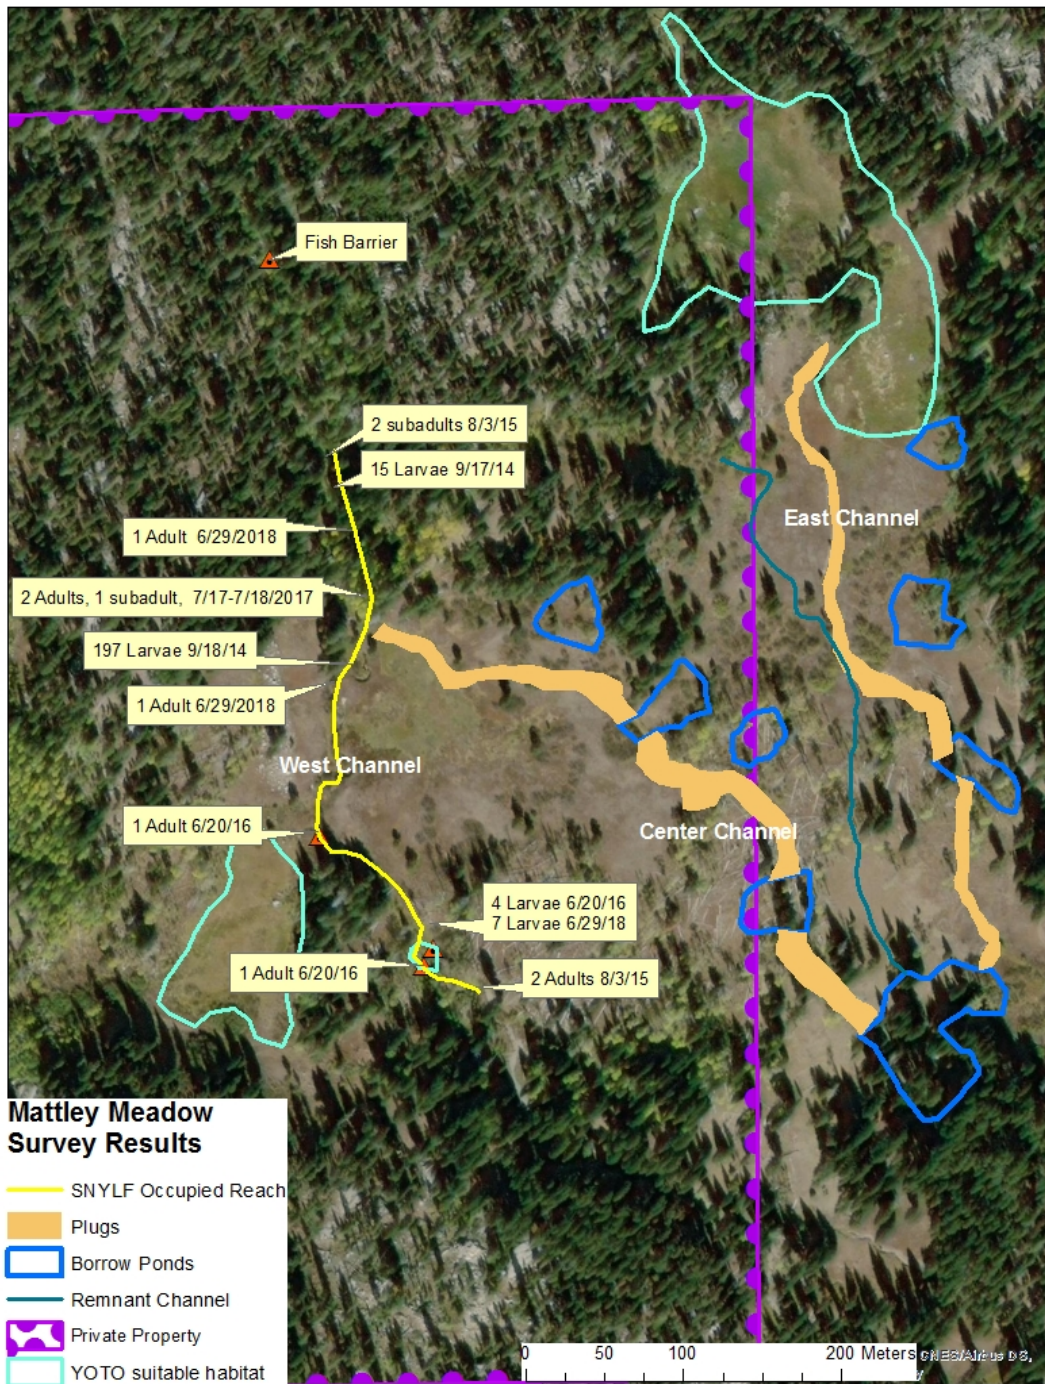 Fish Barrier
2 subadults 8/3/15
15 Larvae 9/17/14
East Channel
1 Adult  6/29/2018
2 Adults, 1 subadult,  7/17-7/18/2017
197 Larvae 9/18/14
1 Adult 6/29/2018
West Channel
1 Adult 6/20/16
Center Channel
4 Larvae 6/20/16
7 Larvae 6/29/18
1 Adult 6/20/16
2 Adults 8/3/15
Mattley Meadow
Survey Results
SNYLF Occupied Reach
Plugs
Borrow Ponds
Remnant Channel
Private Property
YOTO suitable habitat
0 50 100 200 Meters
CNES/Airbus DS,